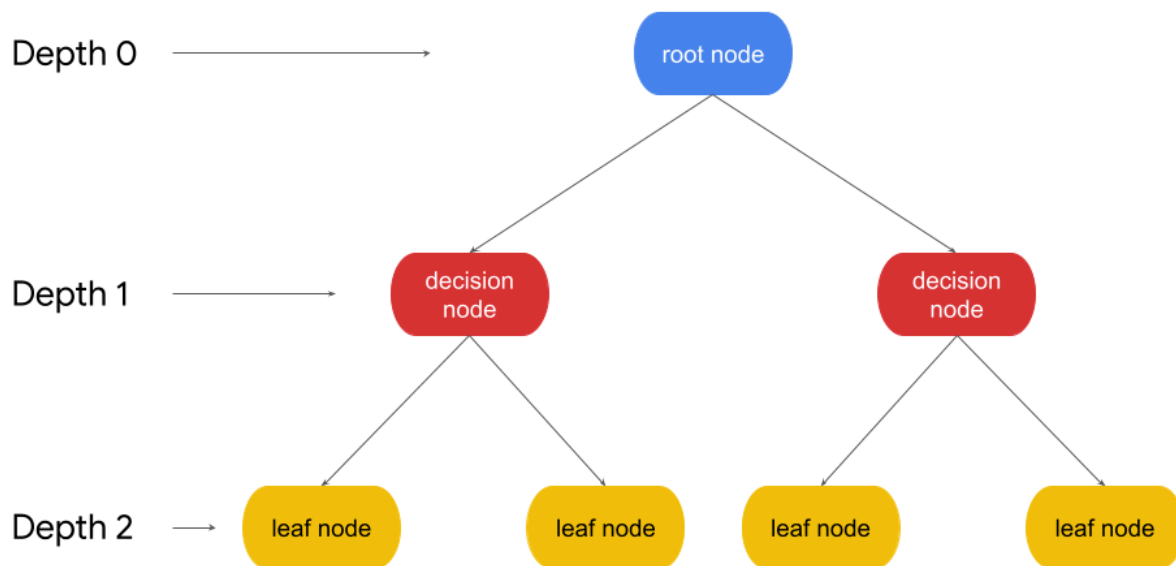 Depth 0
root node
Depth 1
decision
node
decision
node
Depth 2
leaf node
leaf node
leaf node
leaf node